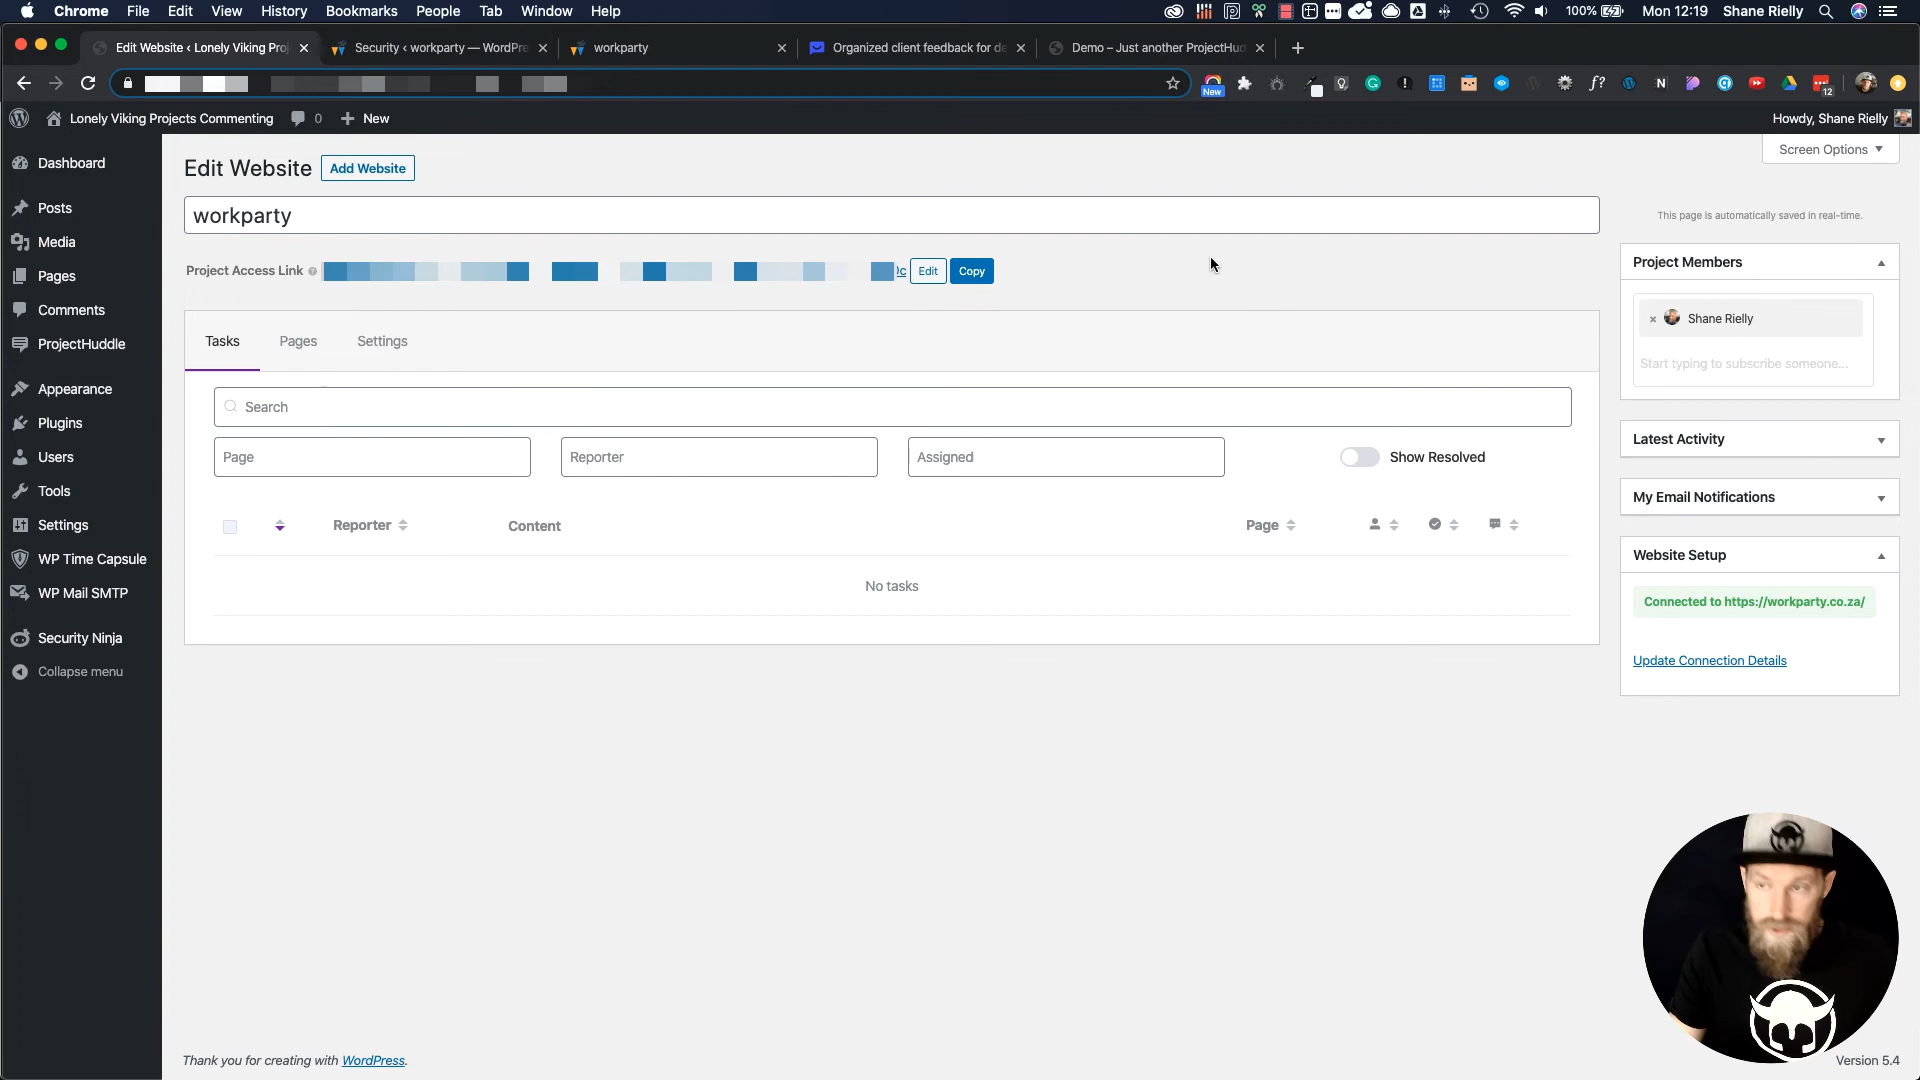 Chrome File Edit View History Bookmarks People Tab Window Help 100% Mon 12:19 Shane Rielly
Edit Website ‹ Lonely Viking Proj
Security ‹ workparty — WordPre
workparty
Organized client feedback for de
Demo – Just another ProjectHud
New
12
Lonely Viking Projects Commenting 0 New
Howdy, Shane Rielly
Dashboard
Posts
Media
Pages
Comments
ProjectHuddle
Appearance
Plugins
Users
Tools
Settings
WP Time Capsule
WP Mail SMTP
Security Ninja
Collapse menu
Screen Options
Edit Website Add Website
workparty
Project Access Link
Edit Copy
Tasks Pages Settings
Search
Page Reporter Assigned Show Resolved
Reporter Content Page
No tasks
This page is automatically saved in real-time.
Project Members
× Shane Rielly
Start typing to subscribe someone...
Latest Activity
My Email Notifications
Website Setup
Connected to https://workparty.co.za/
Update Connection Details
Thank you for creating with WordPress.
Version 5.4